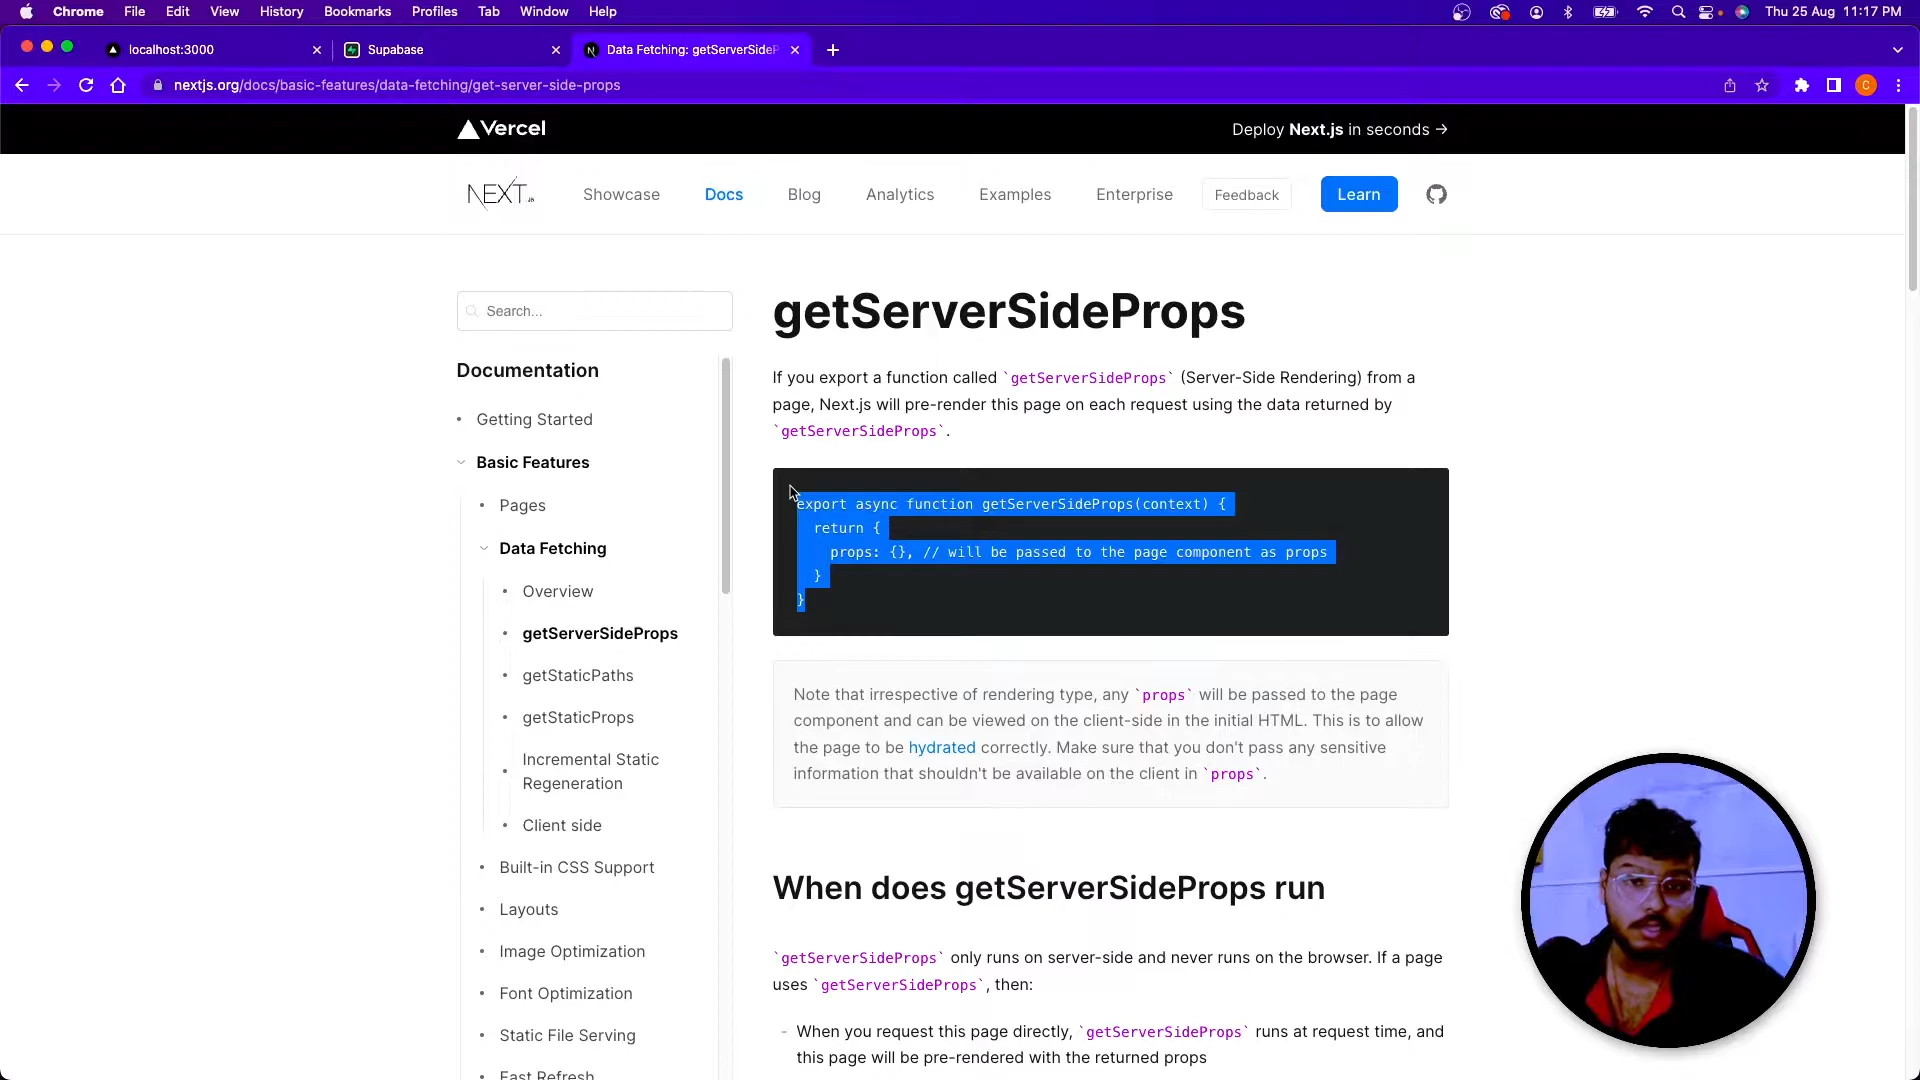 Chrome File Edit View History Bookmarks Profiles Tab Window Help Thu 25 Aug 11:17 PM
localhost:3000 Supabase Data Fetching: getServerSideP
nextjs.org/docs/basic-features/data-fetching/get-server-side-props C
Vercel Deploy Next.js in seconds →
NEXT.JS Showcase Docs Blog Analytics Examples Enterprise Feedback Learn
Search...
Documentation
Getting Started
Basic Features
Pages
Data Fetching
Overview
getServerSideProps
getStaticPaths
getStaticProps
Incremental Static
Regeneration
Client side
Built-in CSS Support
Layouts
Image Optimization
Font Optimization
Static File Serving
Fast Refresh
getServerSideProps
If you export a function called `getServerSideProps` (Server-Side Rendering) from a
page, Next.js will pre-render this page on each request using the data returned by
`getServerSideProps`.
export async function getServerSideProps(context) {
return {
props: {}, // will be passed to the page component as props
}
}
Note that irrespective of rendering type, any `props` will be passed to the page
component and can be viewed on the client-side in the initial HTML. This is to allow
the page to be hydrated correctly. Make sure that you don't pass any sensitive
information that shouldn't be available on the client in `props`.
When does getServerSideProps run
`getServerSideProps` only runs on server-side and never runs on the browser. If a page
uses `getServerSideProps`, then:
- When you request this page directly, `getServerSideProps` runs at request time, and
this page will be pre-rendered with the returned props